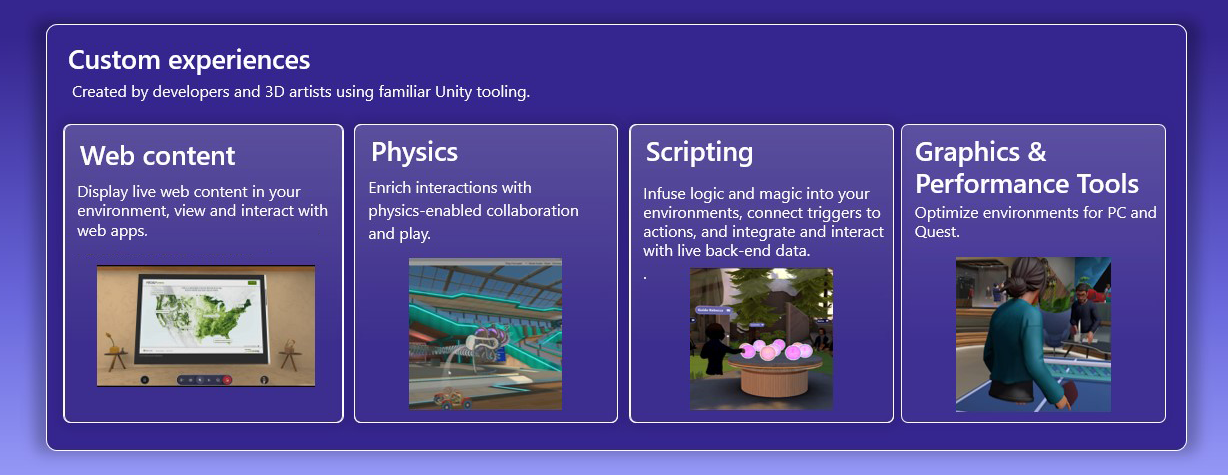 Custom experiences
Created by developers and 3D artists using familiar Unity tooling.
Web content
Display live web content in your
environment, view and interact with
web apps.
Physics
Enrich interactions with
physics-enabled collaboration
and play.
Scripting
Infuse logic and magic into your
environments, connect triggers to
actions, and integrate and interact
with live back-end data.
.
Graphics &
Performance Tools
Optimize environments for PC and
Quest.